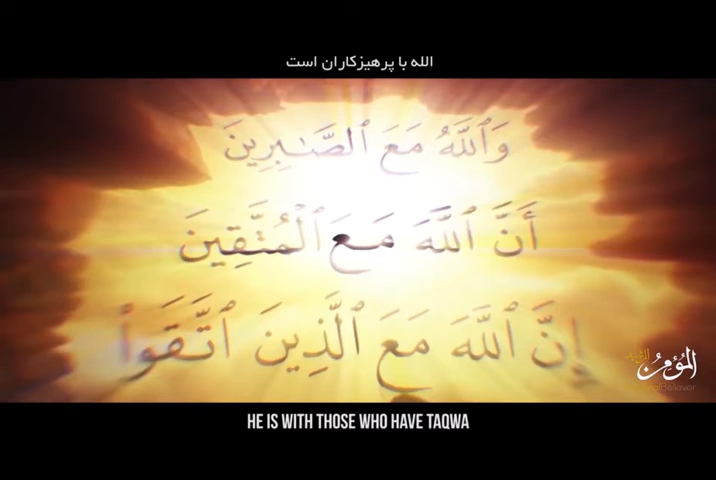 الله با پرهیزکاران است
وَٱللَّهُ مَعَ ٱلصَّـٰبِرِينَ
أَنَّ ٱللَّهَ مَعَ ٱلْمُتَّقِينَ
إِنَّ ٱللَّهَ مَعَ ٱلَّذِينَ ٱتَّقَوا۟
المؤمن
Believer
HE IS WITH THOSE WHO HAVE TAQWA